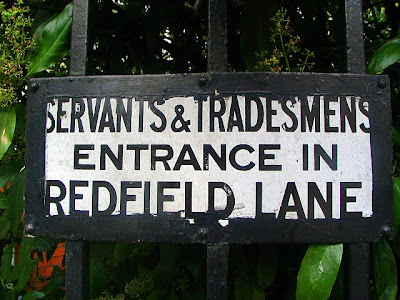 SERVANTS & TRADESMENS
ENTRANCE IN
REDFIELD LANE